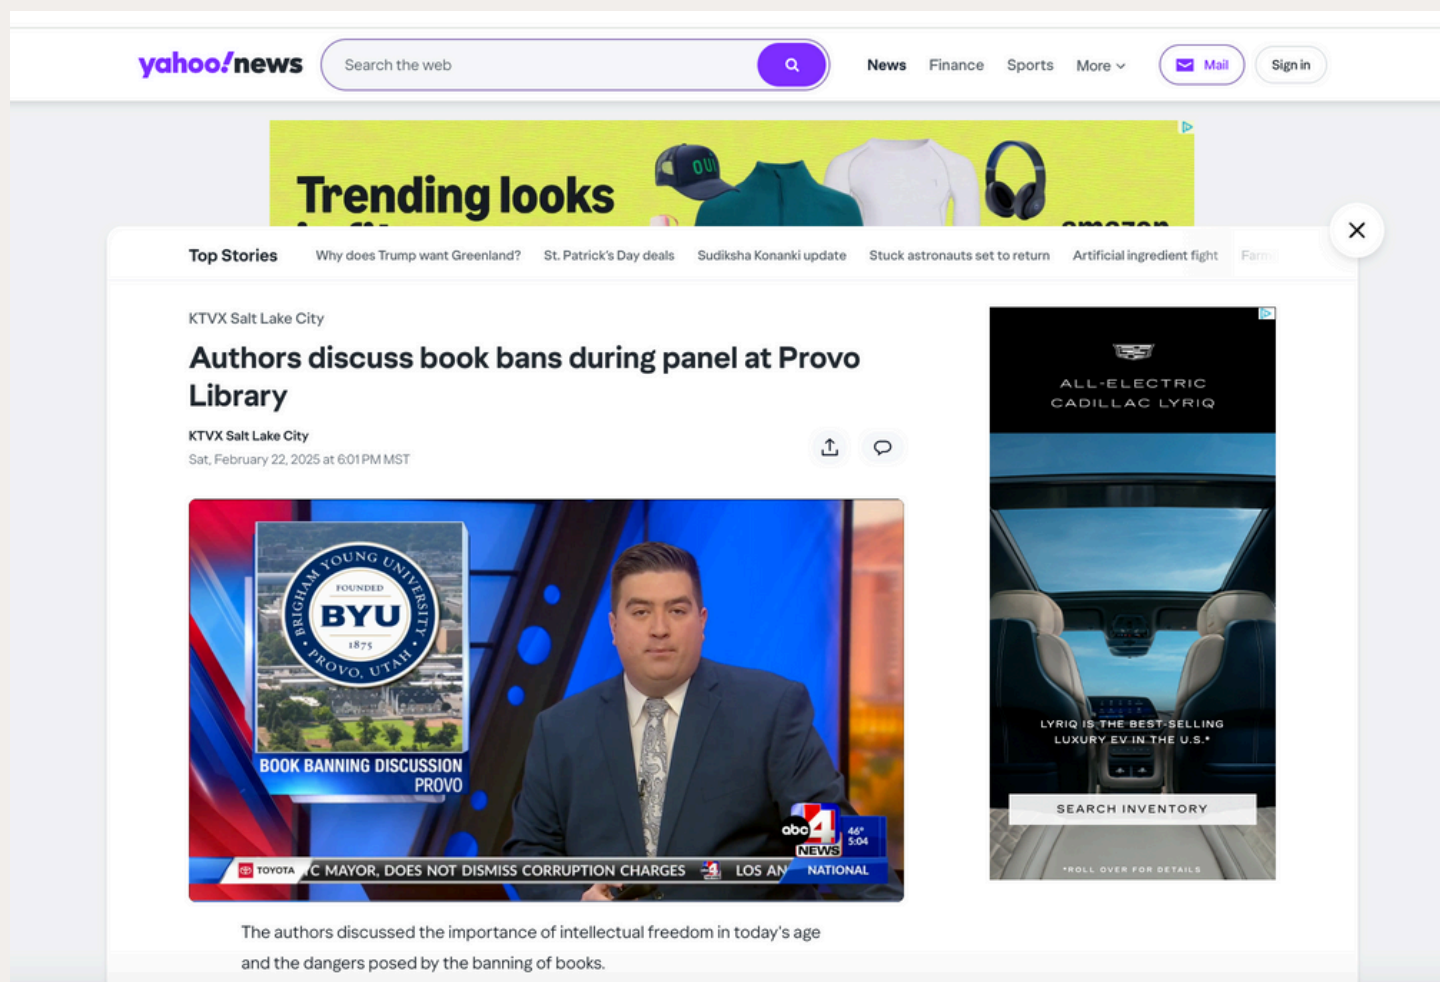 yahoo!news
Search the web
News
Finance
Sports
More
Mail
Sign in
Trending looks
OUI
Top Stories
Why does Trump want Greenland?
St. Patrick's Day deals
Sudiksha Konanki update
Stuck astronauts set to return
Artificial ingredient fight
KTVX Salt Lake City
Authors discuss book bans during panel at Provo
Library
KTVX Salt Lake City
Sat, February 22, 2025 at 6:01 PM MST
BRIGHAM YOUNG UNIVERSITY
FOUNDED
BYU
1875
PROVO, UTAH
BOOK BANNING DISCUSSION
PROVO
abc 4
NEWS
46°
5:04
TOYOTA
C MAYOR, DOES NOT DISMISS CORRUPTION CHARGES
4
LOS AN
NATIONAL
The authors discussed the importance of intellectual freedom in today's age
and the dangers posed by the banning of books.
ALL-ELECTRIC
CADILLAC LYRIQ
LYRIQ IS THE BEST-SELLING
LUXURY EV IN THE U.S.*
SEARCH INVENTORY
*ROLL OVER FOR DETAILS